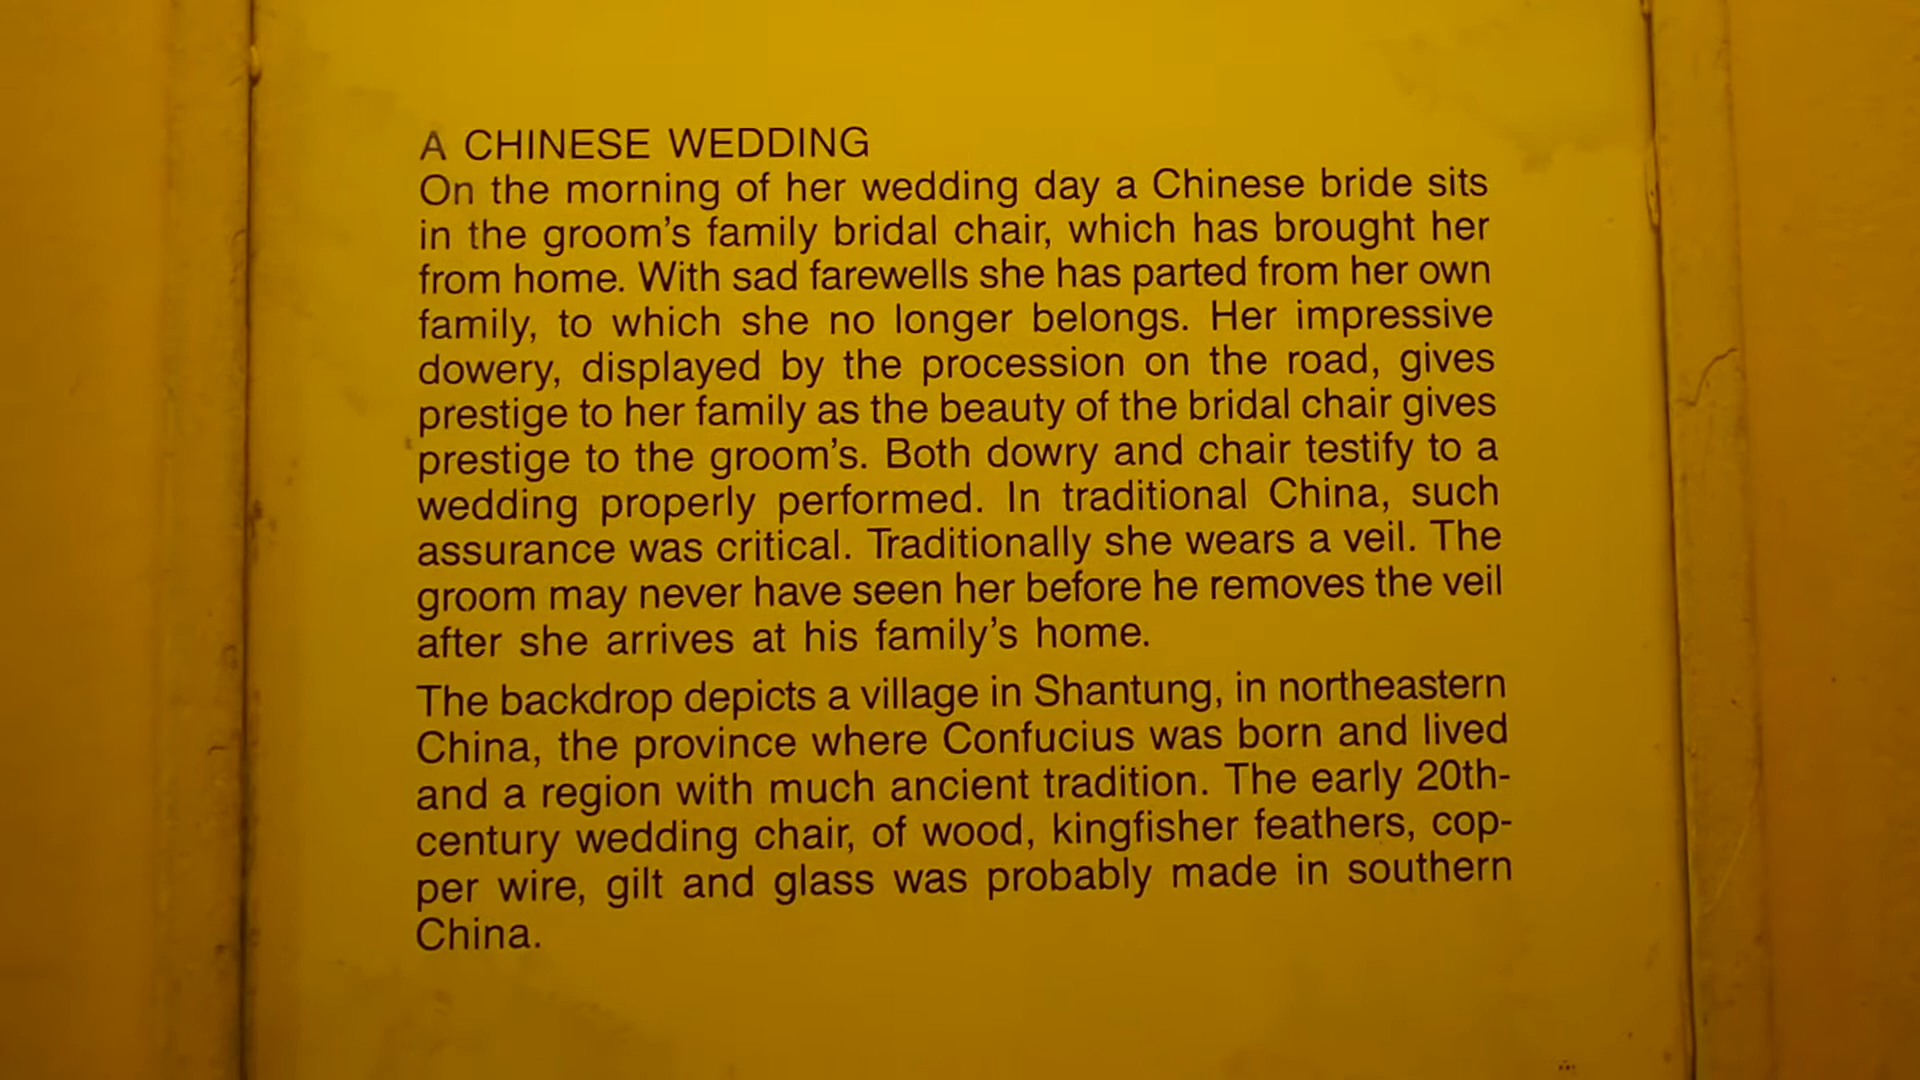 A CHINESE WEDDING
On the morning of her wedding day a Chinese bride sits
in the groom's family bridal chair, which has brought her
from home. With sad farewells she has parted from her own
family, to which she no longer belongs. Her impressive
dowery, displayed by the procession on the road, gives
prestige to her family as the beauty of the bridal chair gives
prestige to the groom's. Both dowry and chair testify to a
wedding properly performed. In traditional China, such
assurance was critical. Traditionally she wears a veil. The
groom may never have seen her before he removes the veil
after she arrives at his family's home.
The backdrop depicts a village in Shantung, in northeastern
China, the province where Confucius was born and lived
and a region with much ancient tradition. The early 20th-
century wedding chair, of wood, kingfisher feathers, cop-
per wire, gilt and glass was probably made in southern
China.